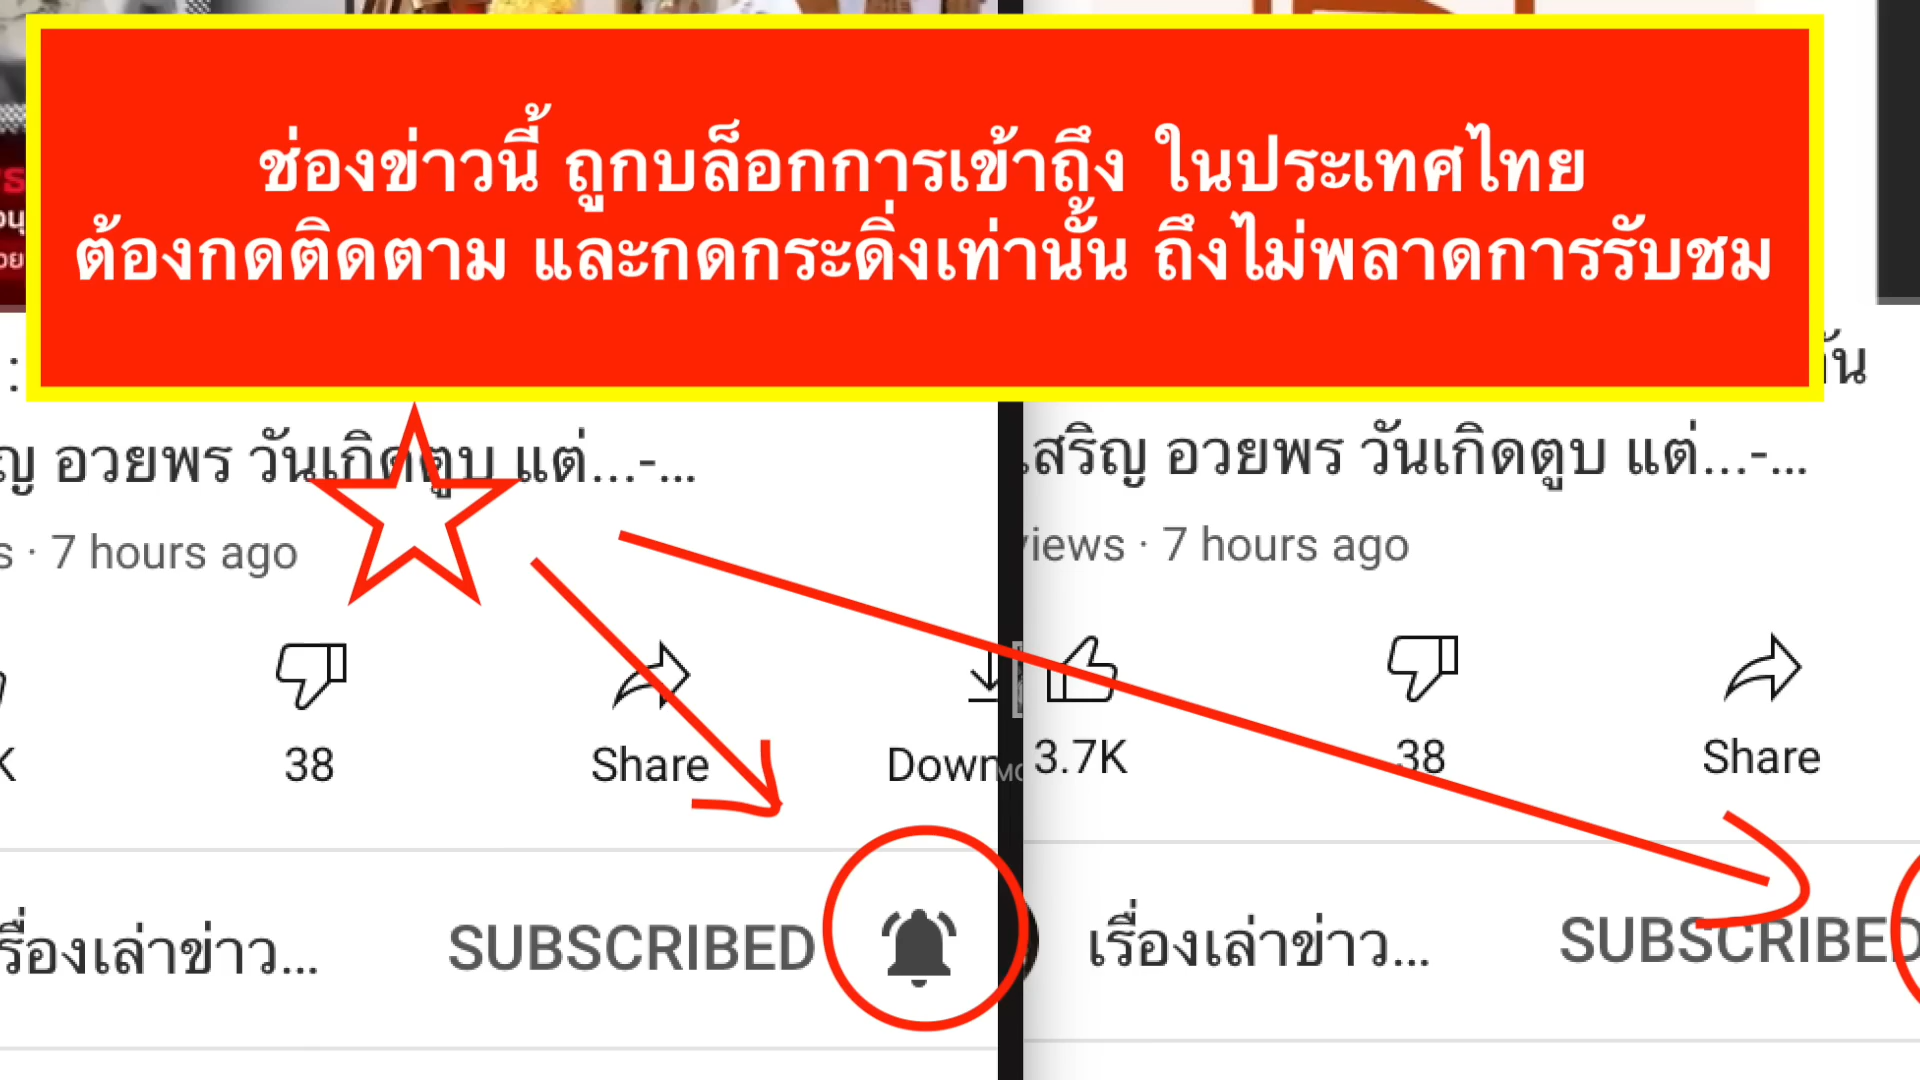 ช่องข่าวนี้ ถูกบล็อกการเข้าถึง ในประเทศไทย
ต้องกดติดตาม และกดกระดิ่งเท่านั้น ถึงไม่พลาดการรับชม
อวยพร วันเกิดตูบ แต่...-...
7 hours ago
38
Share
รื่องเล่าข่าว...
SUBSCRIBED
สริญ อวยพร วันเกิดตูบ แต่...-...
views · 7 hours ago
3.7K
38
Share
เรื่องเล่าข่าว...
SUBSCRIBED